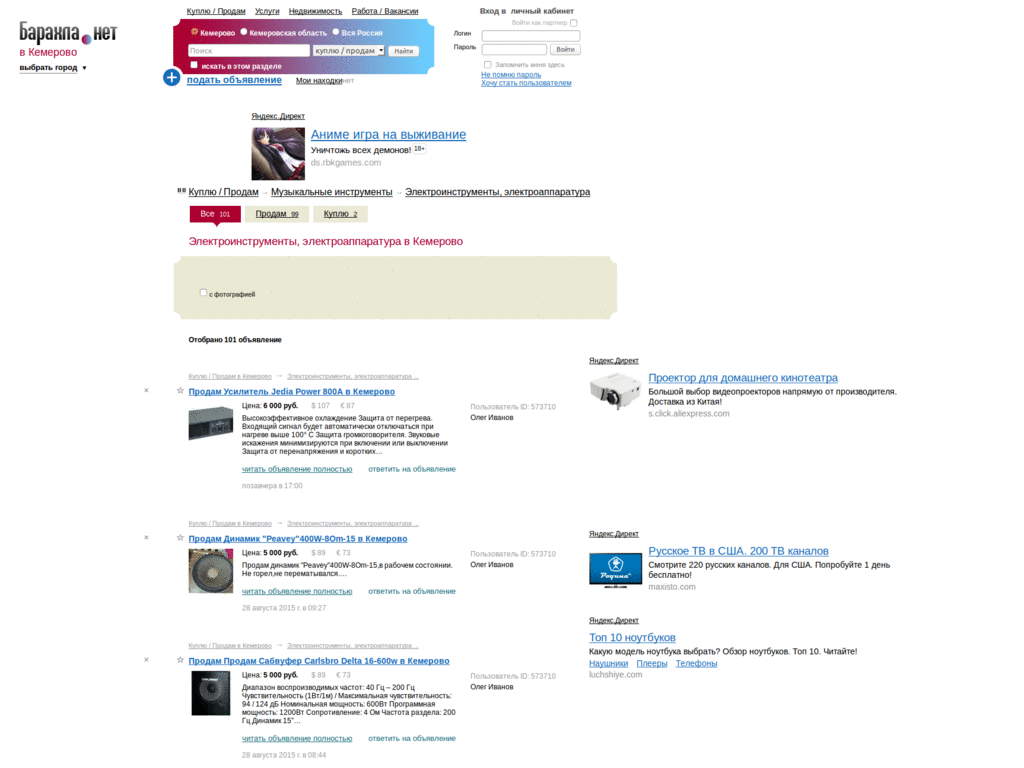 Барахла.нет
в Кемерово
выбрать город ▼
Куплю / Продам Услуги Недвижимость Работа / Вакансии
Кемерово Кемеровская область Вся Россия
Поиск куплю / продам Найти
искать в этом разделе
подать объявление Мои находки нет
Вход в личный кабинет
Войти как партнер
Логин
Пароль Войти
Запомнить меня здесь
Не помню пароль
Хочу стать пользователем
Яндекс.Директ
Аниме игра на выживание
Уничтожь всех демонов! 18+
ds.rbkgames.com
Куплю / Продам → Музыкальные инструменты → Электроинструменты, электроаппаратура
Все 101 Продам 99 Куплю 2
Электроинструменты, электроаппаратура в Кемерово
с фотографией
Отобрано 101 объявление
Куплю / Продам в Кемерово → Электроинструменты, электроаппаратура ...
× ☆ Продам Усилитель Jedia Power 800A в Кемерово
Цена: 6 000 руб. $ 107 € 87
Высокоэффективное охлаждение Защита от перегрева.
Входящий сигнал будет автоматически отключаться при
нагреве выше 100° С Защита громкоговорителя. Звуковые
искажения минимизируются при включении или выключении
Защита от перенапряжения и коротких…
читать объявление полностью ответить на объявление
позавчера в 17:00
Пользователь ID: 573710
Олег Иванов
Яндекс.Директ
Проектор для домашнего кинотеатра
Большой выбор видеопроекторов напрямую от производителя.
Доставка из Китая!
s.click.aliexpress.com
Куплю / Продам в Кемерово → Электроинструменты, электроаппаратура ...
× ☆ Продам Динамик "Peavey"400W-8Om-15 в Кемерово
Цена: 5 000 руб. $ 89 € 73
Продам динамик "Peavey"400W-8Om-15,в рабочем состоянии.
Не горел,не перематывался.…
читать объявление полностью ответить на объявление
28 августа 2015 г. в 09:27
Пользователь ID: 573710
Олег Иванов
Яндекс.Директ
Родина
Русское ТВ в США. 200 ТВ каналов
Смотрите 220 русских каналов. Для США. Попробуйте 1 день
бесплатно!
maxisto.com
Куплю / Продам в Кемерово → Электроинструменты, электроаппаратура ...
× ☆ Продам Продам Сабвуфер Carlsbro Delta 16-600w в Кемерово
Цена: 5 000 руб. $ 89 € 73
Диапазон воспроизводимых частот: 40 Гц – 200 Гц
Чувствительность (1Вт/1м) / Максимальная чувствительность:
94 / 124 дБ Номинальная мощность: 600Вт Программная
мощность: 1200Вт Сопротивление: 4 Ом Частота раздела: 200
Гц Динамик 15"…
читать объявление полностью ответить на объявление
28 августа 2015 г. в 08:44
Пользователь ID: 573710
Олег Иванов
Яндекс.Директ
Топ 10 ноутбуков
Какую модель ноутбука выбрать? Обзор ноутбуков. Топ 10. Читайте!
Наушники Плееры Телефоны
luchshiye.com